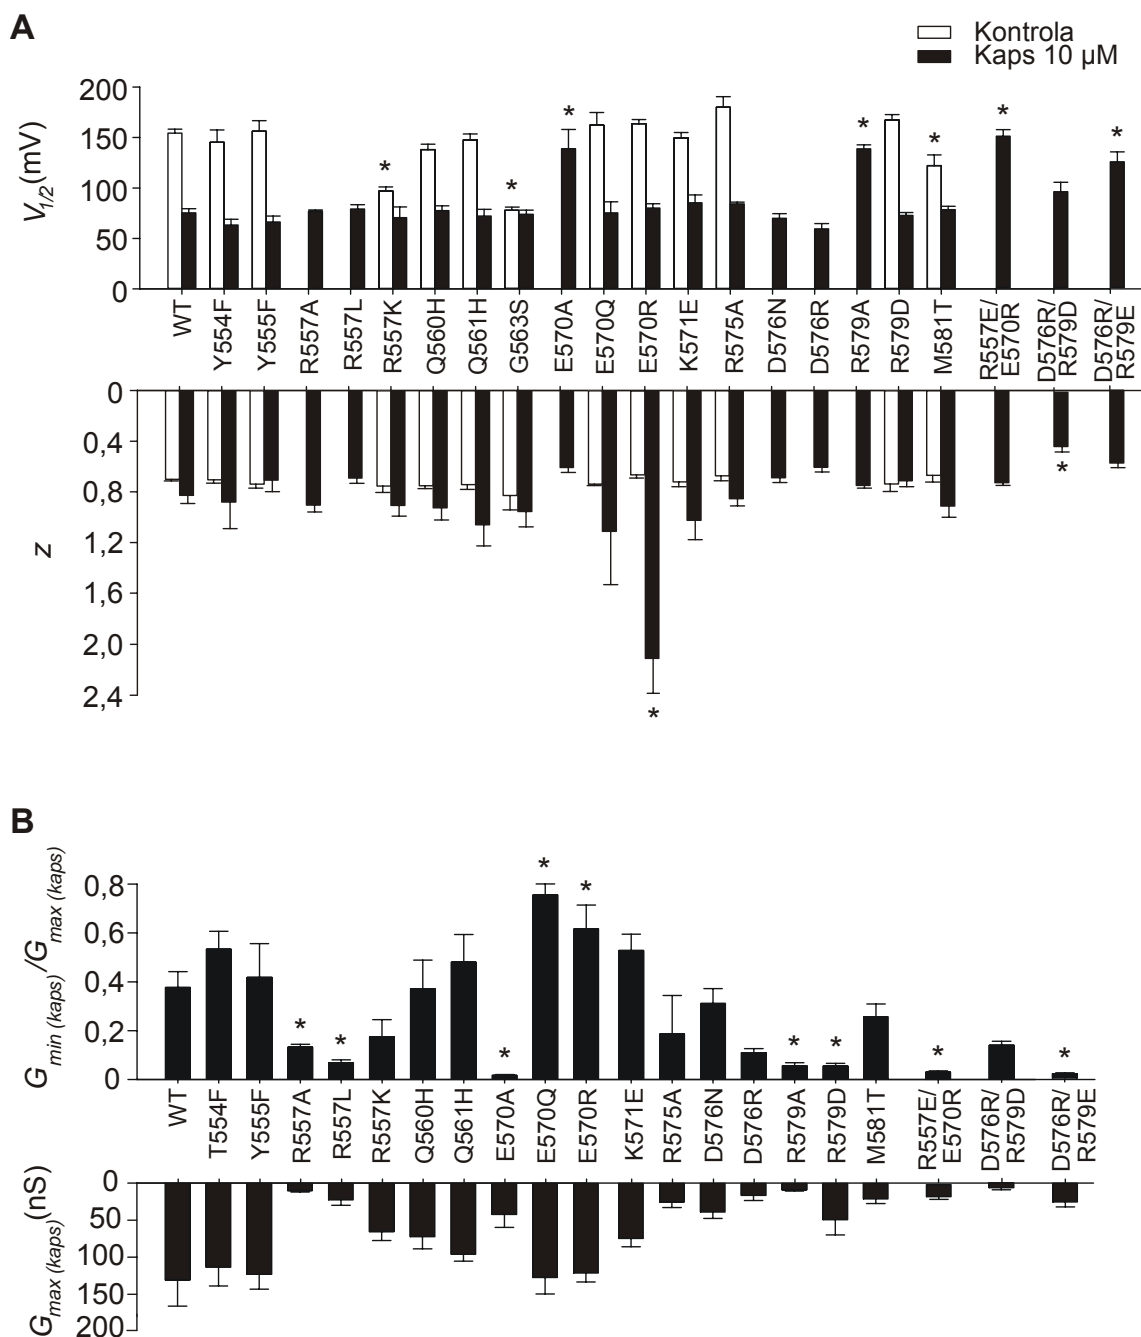 A
Kontrola
Kaps 10 µM
V1/2(mV)
200
150
100
50
0
*
*
*
*
*
*
*
WT
Y554F
Y555F
R557A
R557L
R557K
Q560H
Q561H
G563S
E570A
E570Q
E570R
K571E
R575A
D576N
D576R
R579A
R579D
M581T
R557E/
E570R
D576R/
R579D
D576R/
R579E
z
0
0,4
0,8
1,2
1,6
2,0
2,4
*
*
B
G min (kaps)/G max (kaps)
0,8
0,6
0,4
0,2
0
*
*
*
*
*
*
*
*
*
WT
T554F
Y555F
R557A
R557L
R557K
Q560H
Q561H
E570A
E570Q
E570R
K571E
R575A
D576N
D576R
R579A
R579D
M581T
R557E/
E570R
D576R/
R579D
D576R/
R579E
G max (kaps)(nS)
0
50
100
150
200